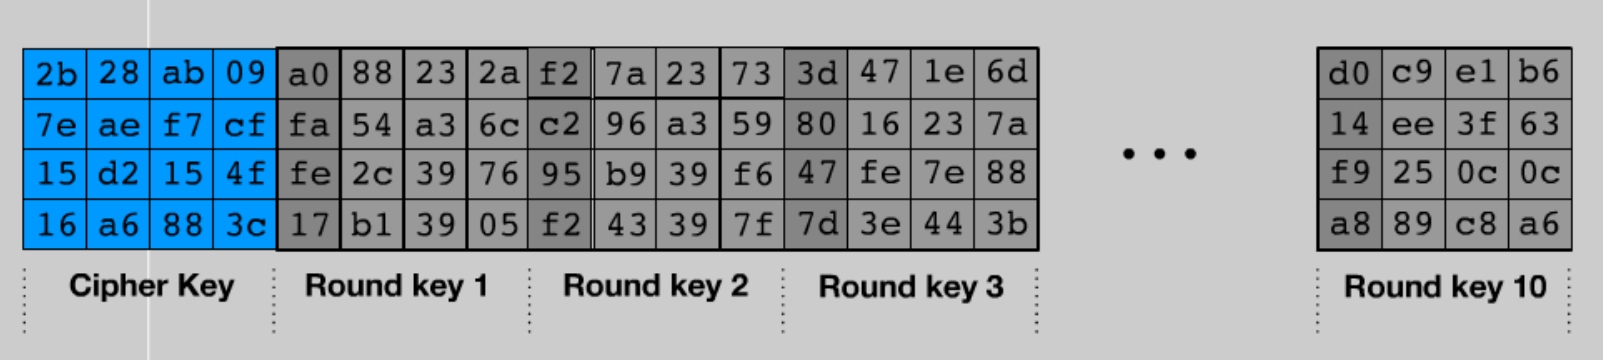 2b 28 ab 09 a0 88 23 2a f2 7a 23 73 3d 47 1e 6d d0 c9 e1 b6
7e ae f7 cf fa 54 a3 6c c2 96 a3 59 80 16 23 7a 14 ee 3f 63
15 d2 15 4f fe 2c 39 76 95 b9 39 f6 47 fe 7e 88 f9 25 0c 0c
16 a6 88 3c 17 b1 39 05 f2 43 39 7f 7d 3e 44 3b a8 89 c8 a6
• • •
Cipher Key Round key 1 Round key 2 Round key 3 Round key 10